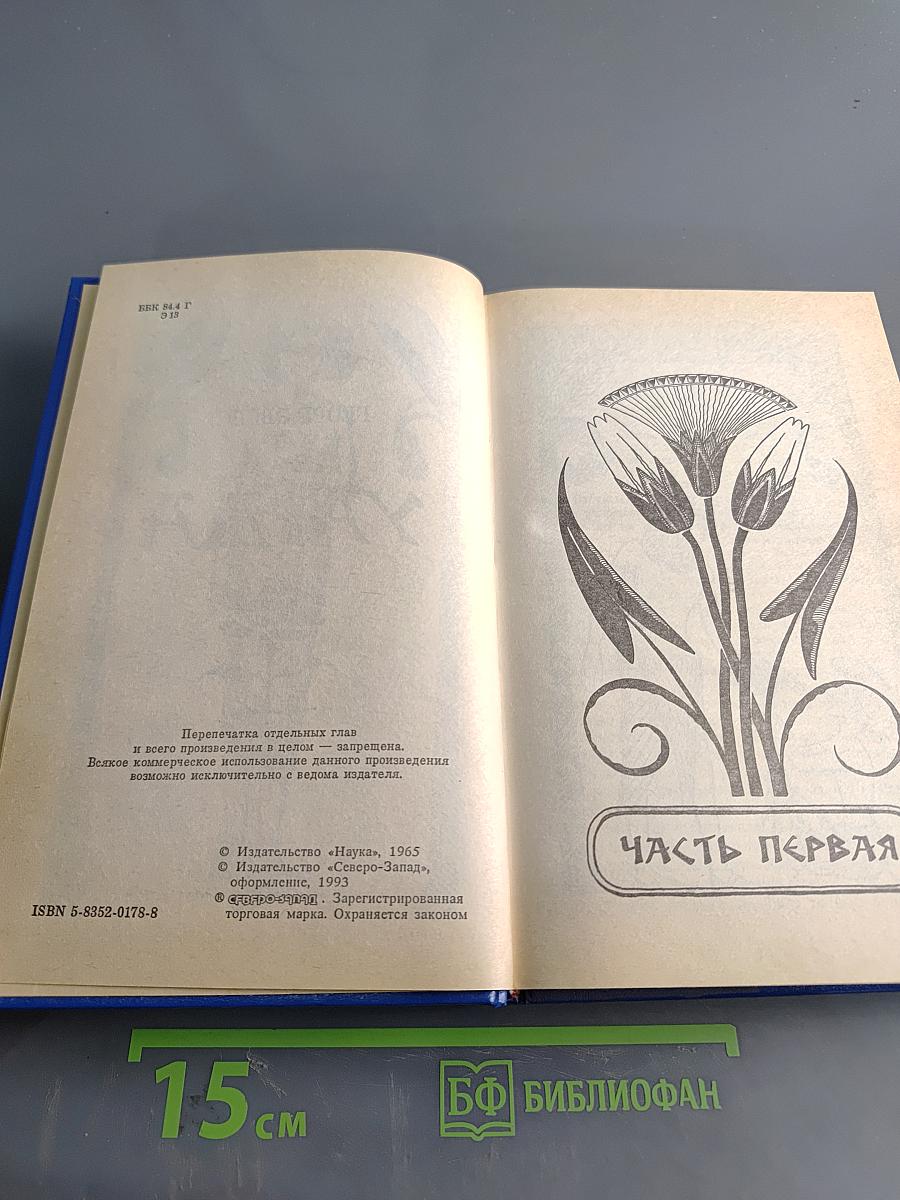 ББК 84.4 Г
Э 13
Перепечатка отдельных глав
и всего произведения в целом — запрещена.
Всякое коммерческое использование данного произведения
возможно исключительно с ведома издателя.
© Издательство «Наука», 1965
© Издательство «Северо-Запад»,
оформление, 1993
® СЕВЕРО-ЗАПАД. Зарегистрированная
торговая марка. Охраняется законом
ISBN 5-8352-0178-8
ЧАСТЬ ПЕРВАЯ
15 см
БФ БИБЛИОФАН